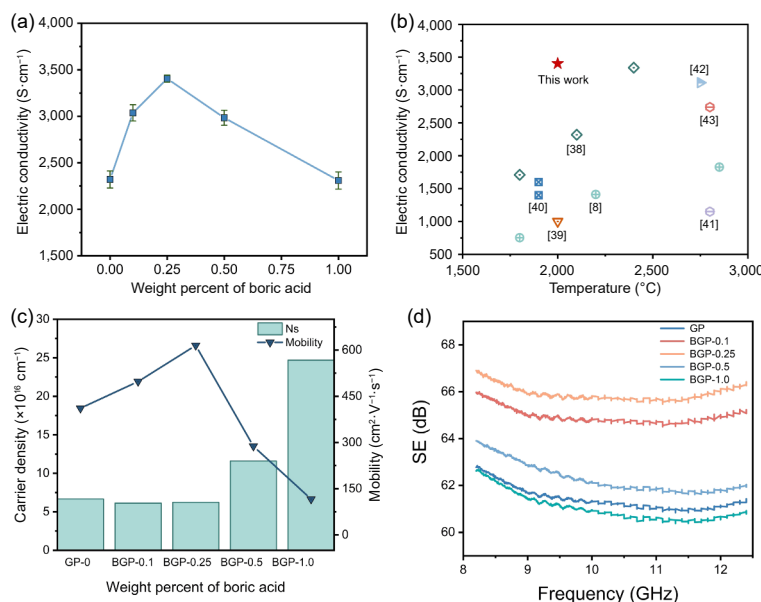 (a)
4,000
3,500
3,000
2,500
2,000
1,500
Electric conductivity (S·cm⁻¹)
0.00 0.25 0.50 0.75 1.00
Weight percent of boric acid
(b)
4,000
3,500
3,000
2,500
2,000
1,500
1,000
500
Electric conductivity (S·cm⁻¹)
This work
[42]
[43]
[38]
[40]
[8]
[41]
[39]
1,500 2,000 2,500 3,000
Temperature (°C)
(c)
30
25
20
15
10
5
0
Carrier density (×10¹⁶ cm⁻³)
Ns
Mobility
600
450
300
150
0
Mobility (cm²·V⁻¹·s⁻¹)
GP-0 BGP-0.1 BGP-0.25 BGP-0.5 BGP-1.0
Weight percent of boric acid
(d)
68
66
64
62
60
SE (dB)
GP
BGP-0.1
BGP-0.25
BGP-0.5
BGP-1.0
8 9 10 11 12
Frequency (GHz)